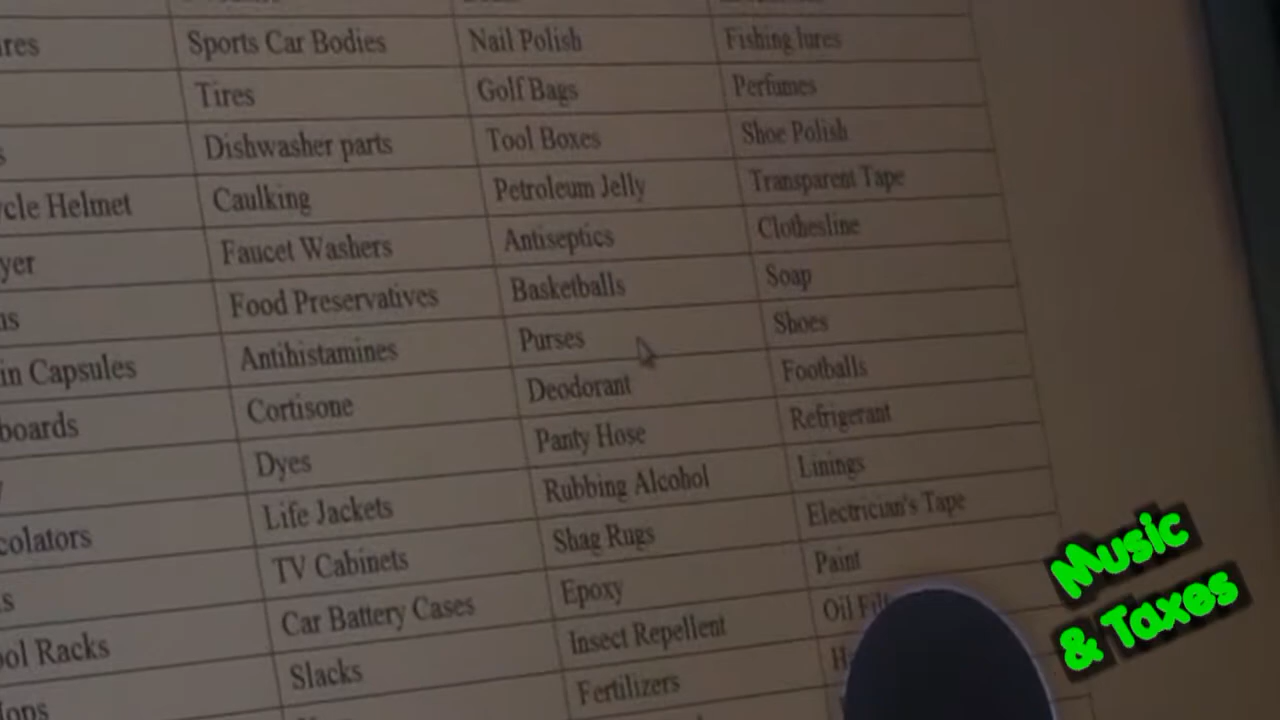 Sports Car Bodies Nail Polish Fishing lures
Tires Golf Bags Perfumes
Dishwasher parts Tool Boxes Shoe Polish
Helmet Caulking Petroleum Jelly Transparent Tape
Faucet Washers Antiseptics Clothesline
Food Preservatives Basketballs Soap
Capsules Antihistamines Purses Shoes
boards Cortisone Deodorant Footballs
Dyes Panty Hose Refrigerant
colators Life Jackets Rubbing Alcohol Linings
TV Cabinets Shag Rugs Electrician's Tape
Racks Car Battery Cases Epoxy Paint
Slacks Insect Repellent Oil
Fertilizers
Music
& Taxes